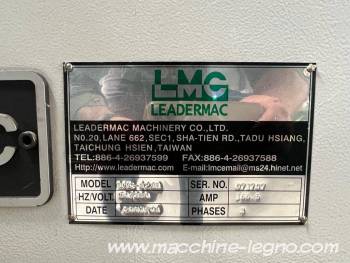 LMG
LEADERMAC
LEADERMAC MACHINERY CO.,LTD.
NO.20, LANE 662, SEC1, SHA-TIEN RD., TADU HSIANG,
TAICHUNG HSIEN, TAIWAN
TEL:886-4-26937599 FAX:886-4-26937588
Http://www.leadermac.com E-mail:lmcemail@ms24.hinet.net
MODEL SERIAL NO.
HZ/VOLT AMP
DATE PHASES
www.macchine-legno.com